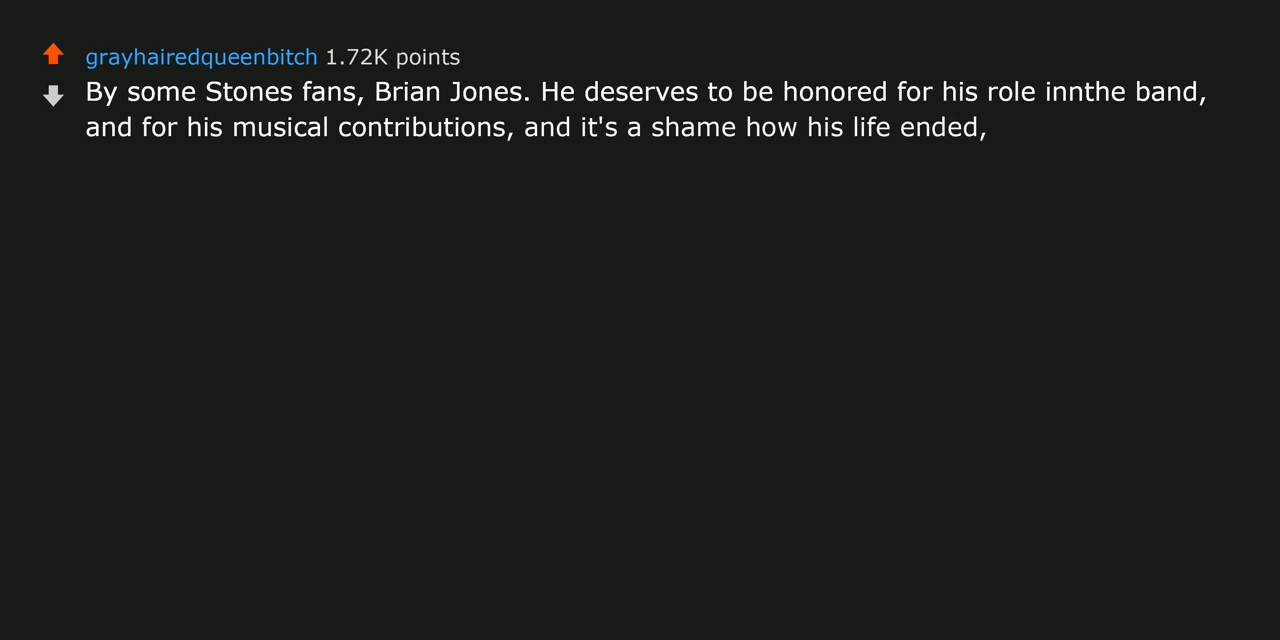 grayhairedqueenbitch 1.72K points
By some Stones fans, Brian Jones. He deserves to be honored for his role innthe band,
and for his musical contributions, and it's a shame how his life ended,